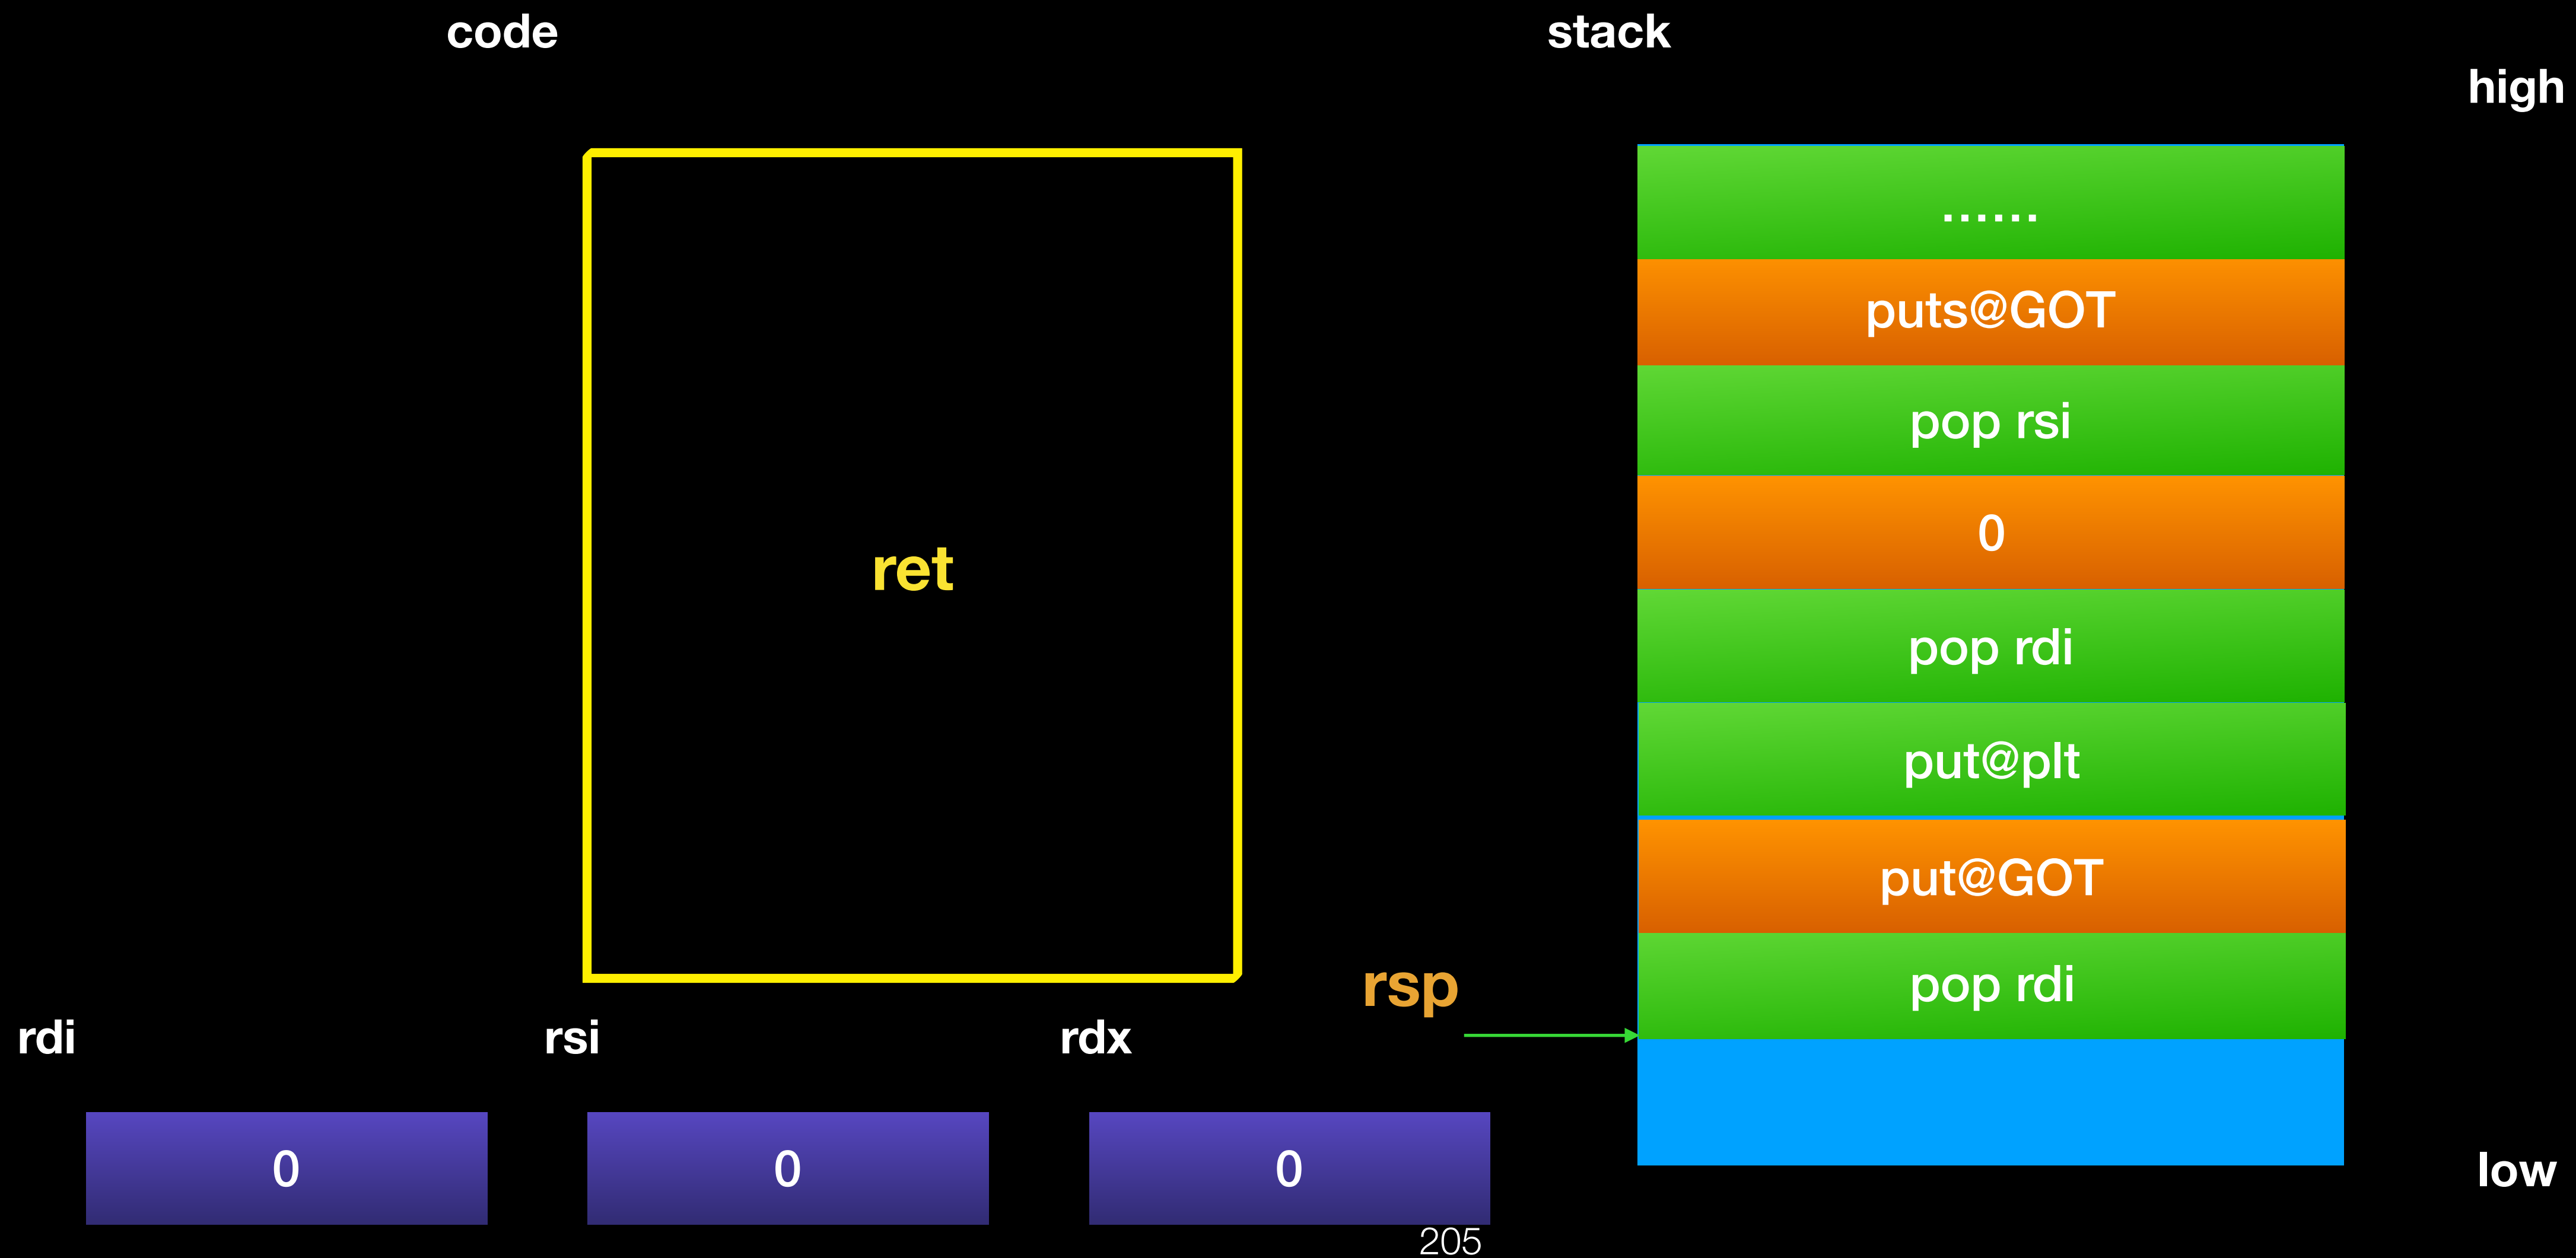 code
stack
high
......
puts@GOT
pop rsi
0
ret
pop rdi
put@plt
put@GOT
rsp
pop rdi
rdi
rsi
rdx
0
0
0
low
205